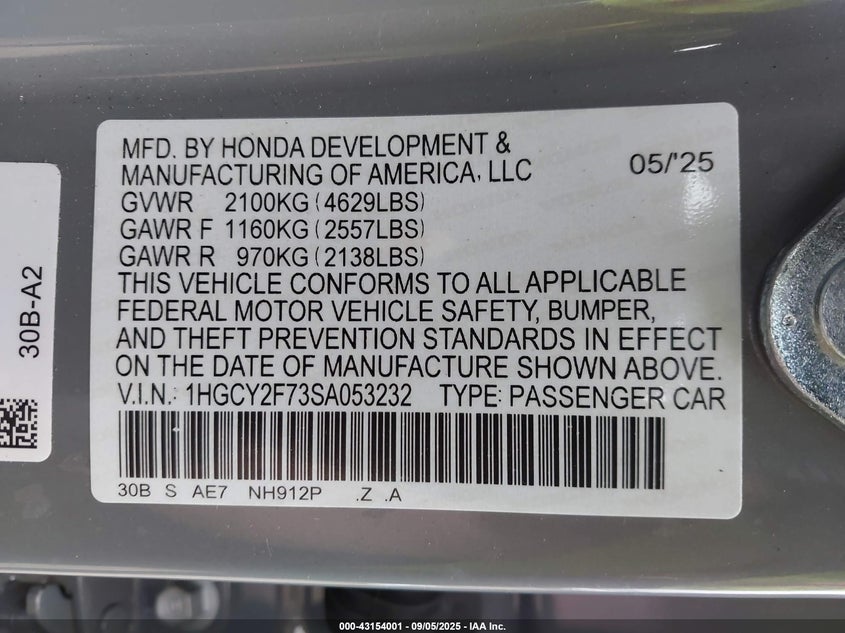 MFD. BY HONDA DEVELOPMENT &
MANUFACTURING OF AMERICA, LLC 05/'25
GVWR 2100KG (4629LBS)
GAWR F 1160KG (2557LBS)
GAWR R 970KG (2138LBS)
THIS VEHICLE CONFORMS TO ALL APPLICABLE
FEDERAL MOTOR VEHICLE SAFETY, BUMPER,
AND THEFT PREVENTION STANDARDS IN EFFECT
ON THE DATE OF MANUFACTURE SHOWN ABOVE.
V.I.N.: 1HGCY2F73SA053232 TYPE: PASSENGER CAR
30B S AE7 NH912P .Z .A
30B-A2
000-43154001 - 09/05/2025 - IAA Inc.